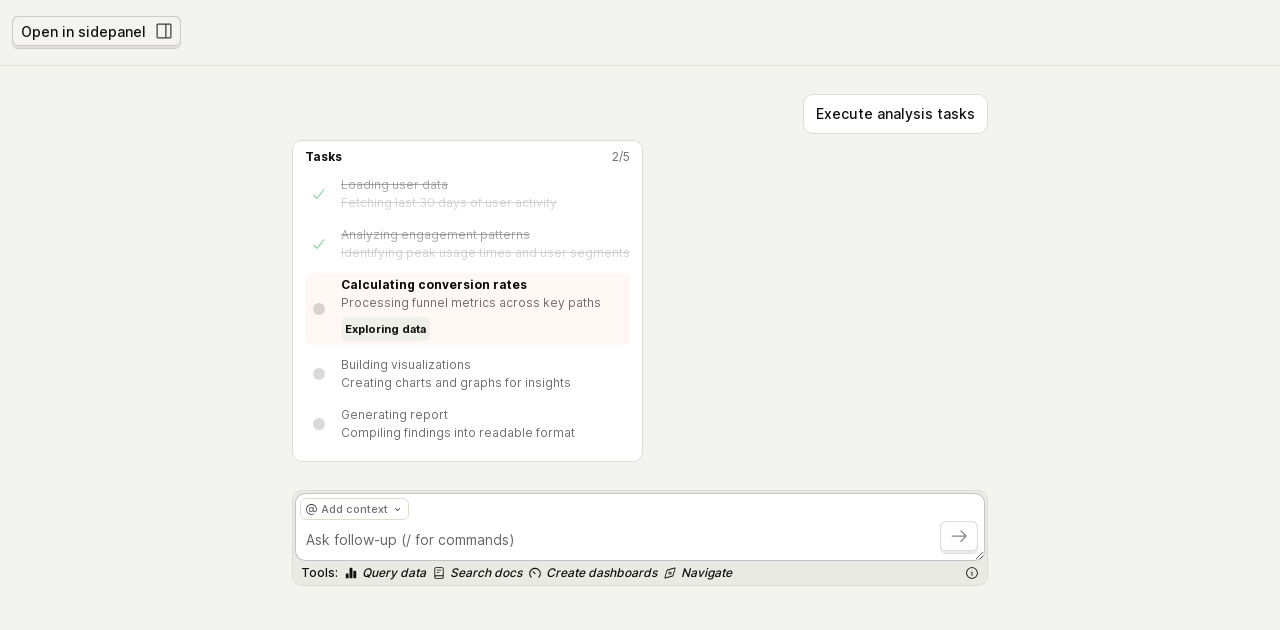 Open in sidepanel
Execute analysis tasks
Tasks 2/5
Loading user data
Fetching last 30 days of user activity
Analyzing engagement patterns
Identifying peak usage times and user segments
Calculating conversion rates
Processing funnel metrics across key paths
Exploring data
Building visualizations
Creating charts and graphs for insights
Generating report
Compiling findings into readable format
@ Add context
Ask follow-up (/ for commands)
Tools: Query data Search docs Create dashboards Navigate